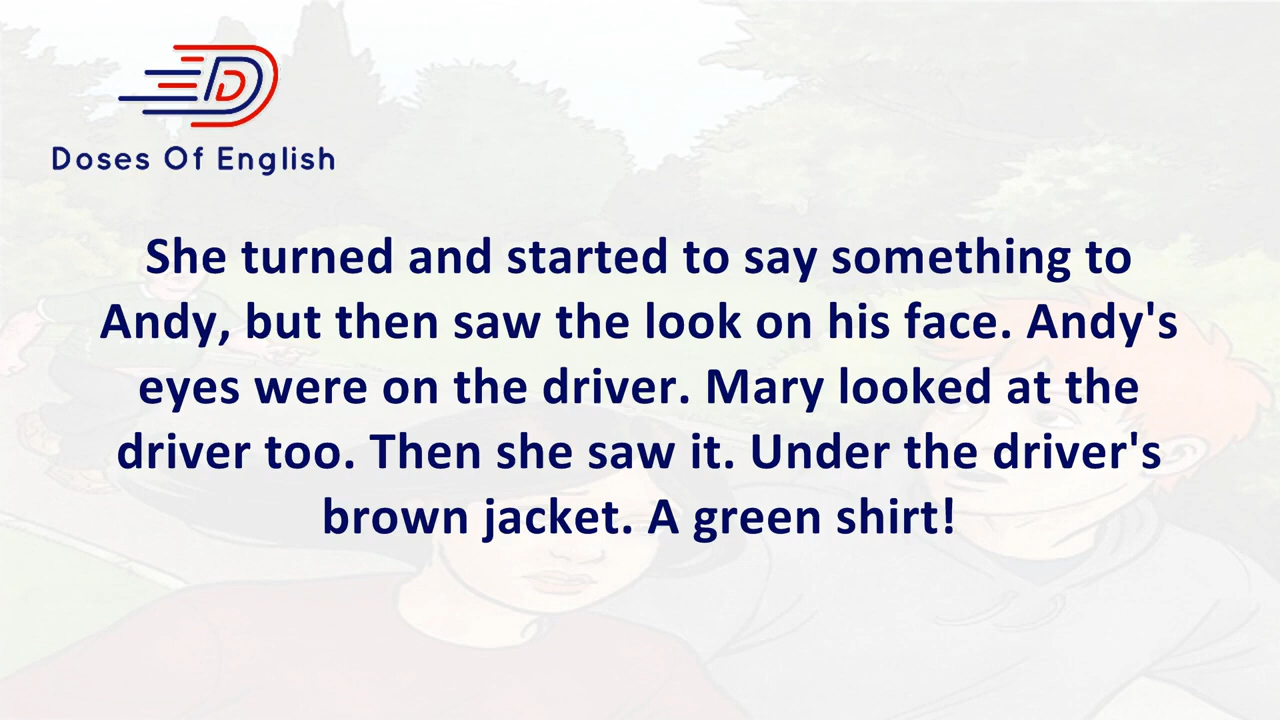 Doses Of English
She turned and started to say something to
Andy, but then saw the look on his face. Andy's
eyes were on the driver. Mary looked at the
driver too. Then she saw it. Under the driver's
brown jacket. A green shirt!